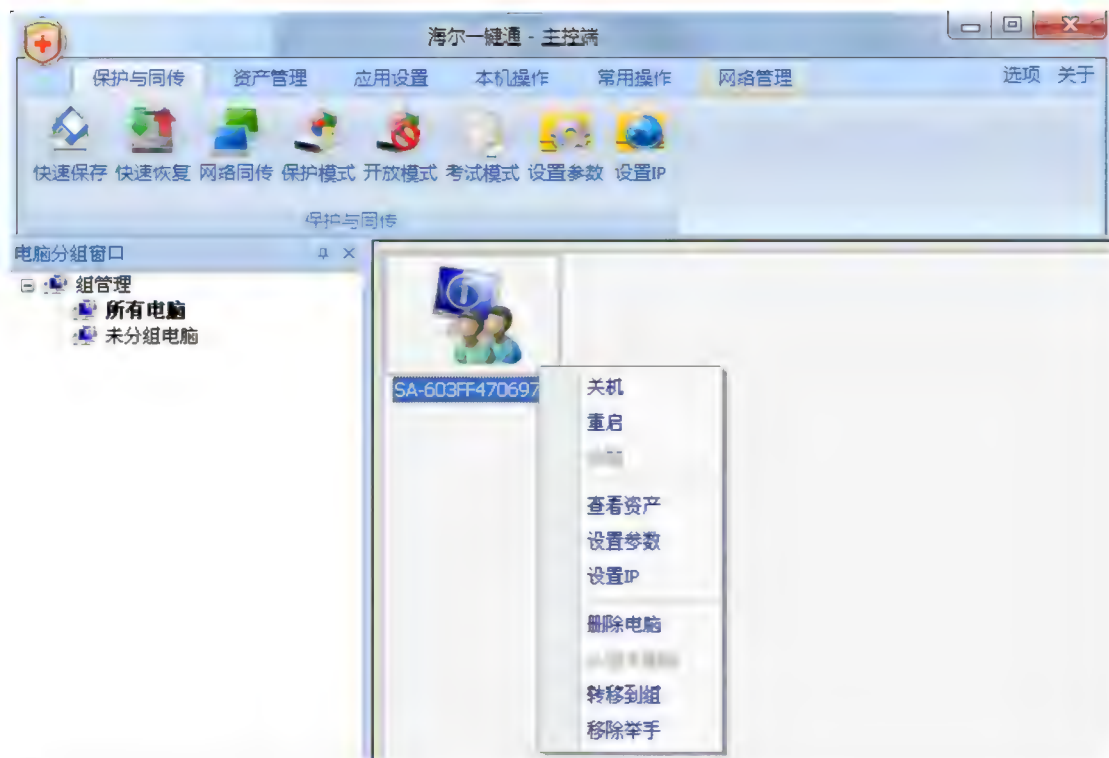 海尔一键通 - 主控端
保护与同传 资产管理 应用设置 本机操作 常用操作 网络管理 选项 关于
快速保存 快速恢复 网络同传 保护模式 开放模式 考试模式 设置参数 设置IP
保护与同传
电脑分组窗口
组管理
所有电脑
未分组电脑
SA-603FF470697
关机
重启
查看资产
设置参数
设置IP
删除电脑
转移到组
移除举手